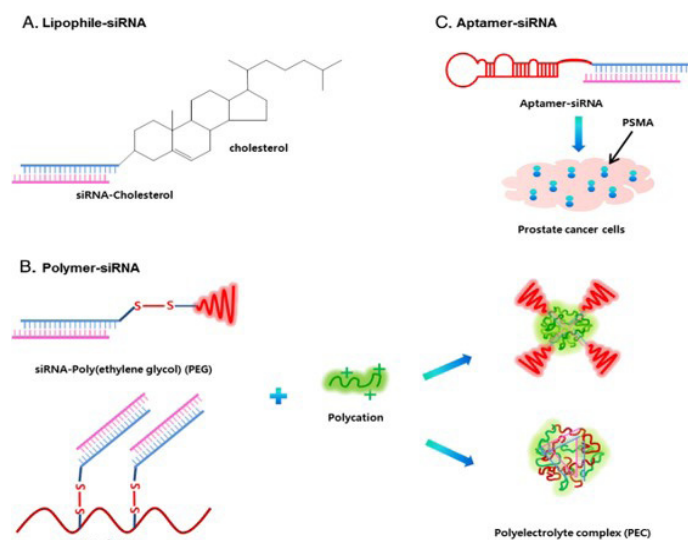 A. Lipophile-siRNA
cholesterol
siRNA-Cholesterol
C. Aptamer-siRNA
Aptamer-siRNA
PSMA
Prostate cancer cells
B. Polymer-siRNA
S S
siRNA-Poly(ethylene glycol) (PEG)
+ + +
Polycation
S S
S S
Polyelectrolyte complex (PEC)